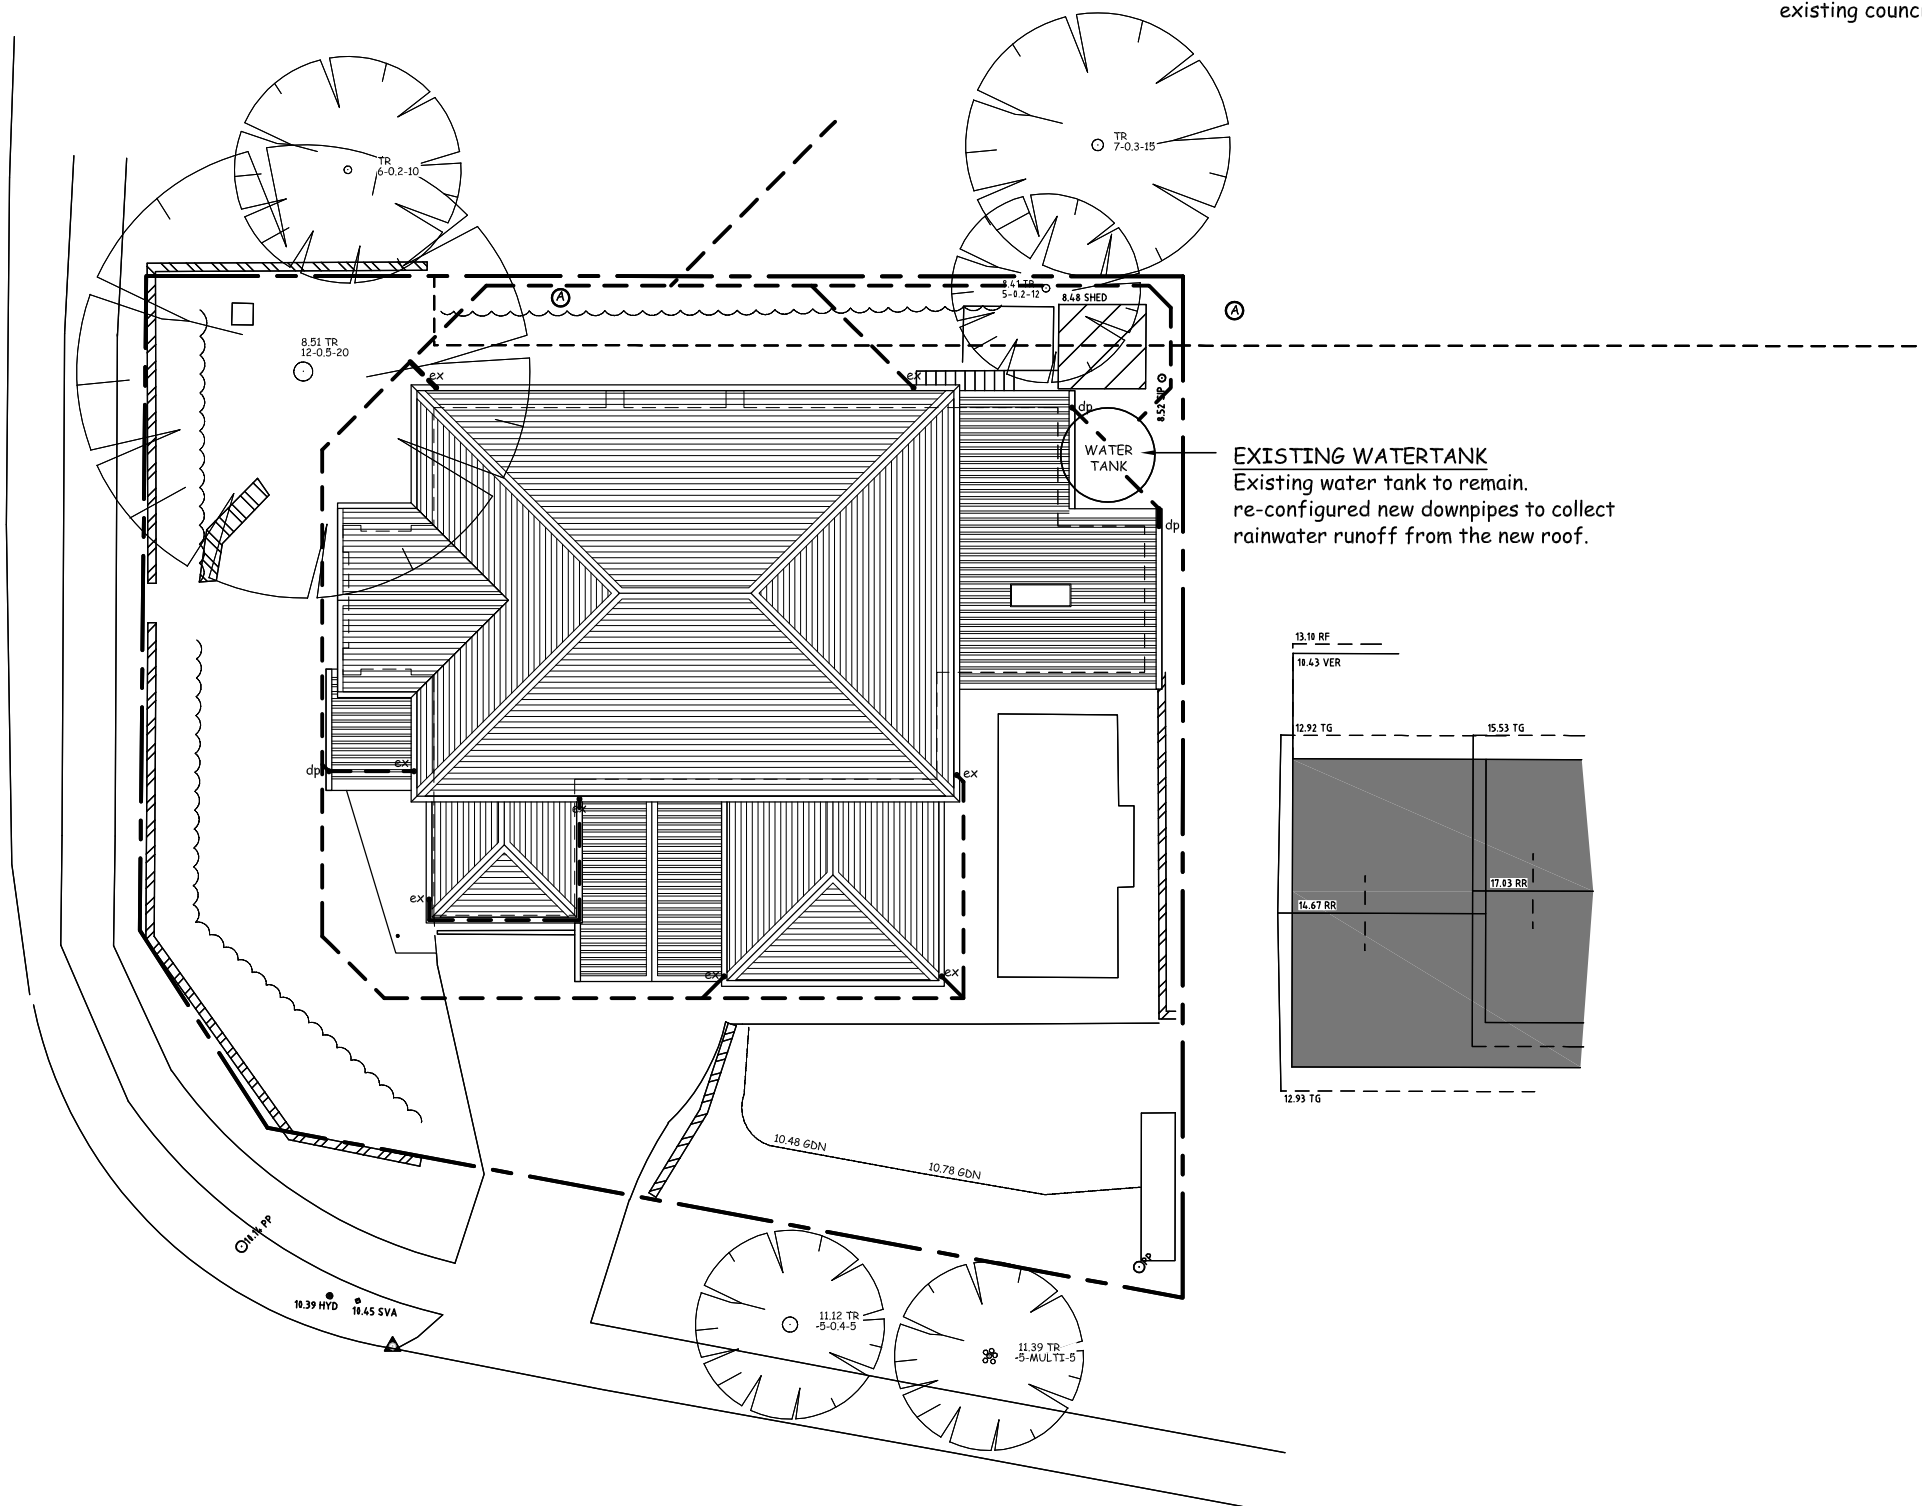 existing counc
TR
6-0.2-10
TR
7-0.3-15
A
8.41 TR
5-0.2-12
8.48 SHED
A
8.51 TR
12-0.5-20
ex
ex
dp
WATER
TANK
EXISTING WATERTANK
Existing water tank to remain.
re-configured new downpipes to collect
rainwater runoff from the new roof.
dp
13.10 RF
10.43 VER
12.92 TG
15.53 TG
dp
ex
ex
ex
ex
17.03 RR
14.67 RR
ex
ex
12.93 TG
10.48 GDN
10.78 GDN
10.14 PP
PP
10.39 HYD
10.45 SVA
11.12 TR
-5-0.4-5
11.39 TR
-5-MULTI-5